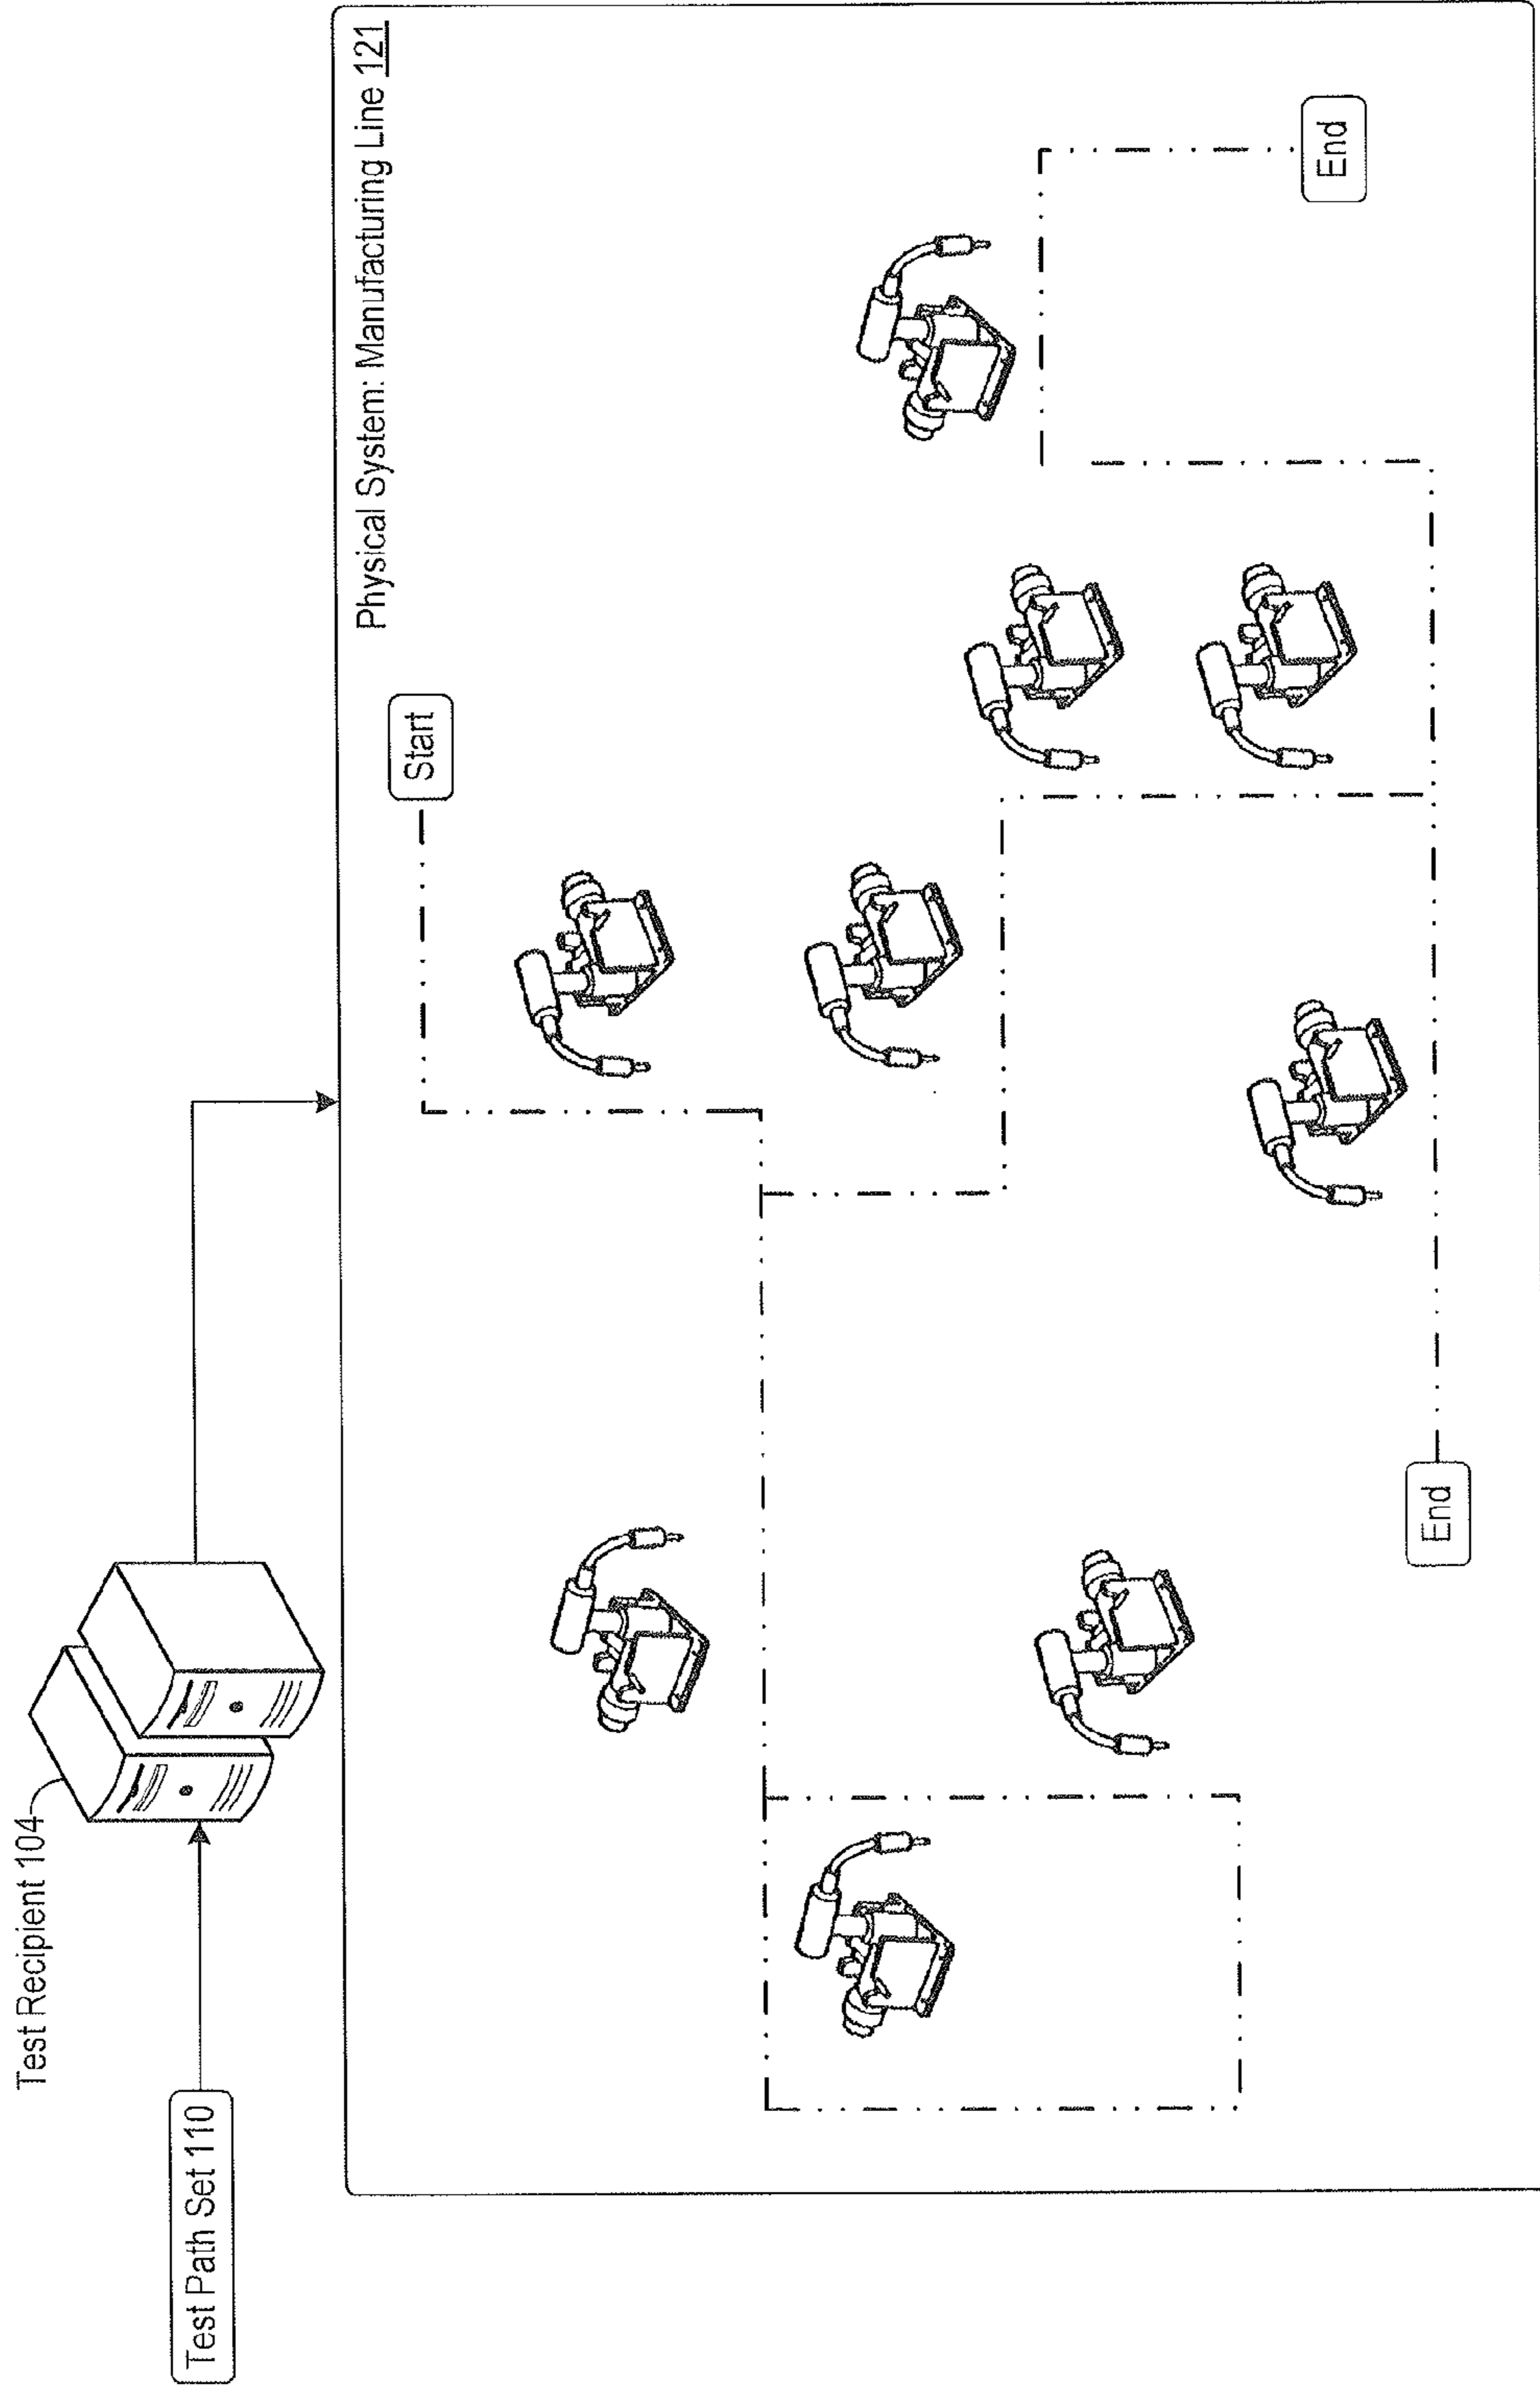 Test Recipient 104
Test Path Set 110
Physical System: Manufacturing Line 121
Start
End
End